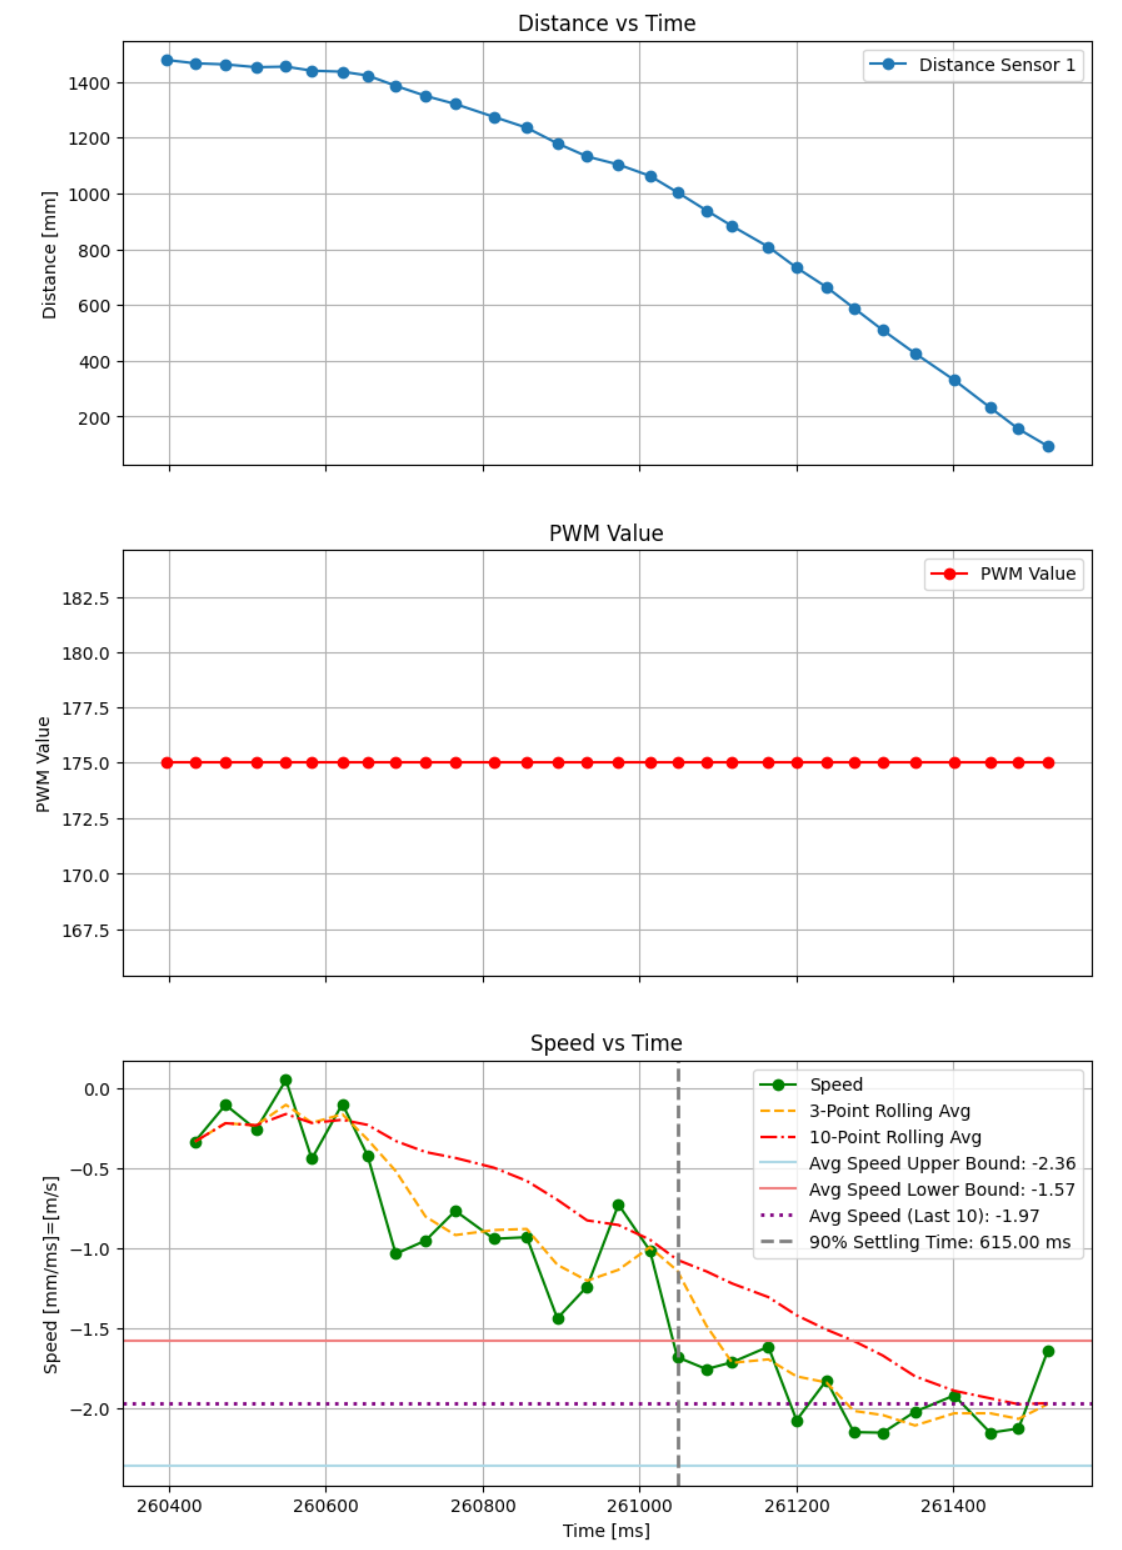 Distance vs Time
Distance Sensor 1
Distance [mm]
1400
1200
1000
800
600
400
200
PWM Value
PWM Value
PWM Value
182.5
180.0
177.5
175.0
172.5
170.0
167.5
Speed vs Time
Speed
3-Point Rolling Avg
10-Point Rolling Avg
Avg Speed Upper Bound: -2.36
Avg Speed Lower Bound: -1.57
Avg Speed (Last 10): -1.97
90% Settling Time: 615.00 ms
Speed [mm/ms]=[m/s]
0.0
−0.5
−1.0
−1.5
−2.0
260400 260600 260800 261000 261200 261400
Time [ms]